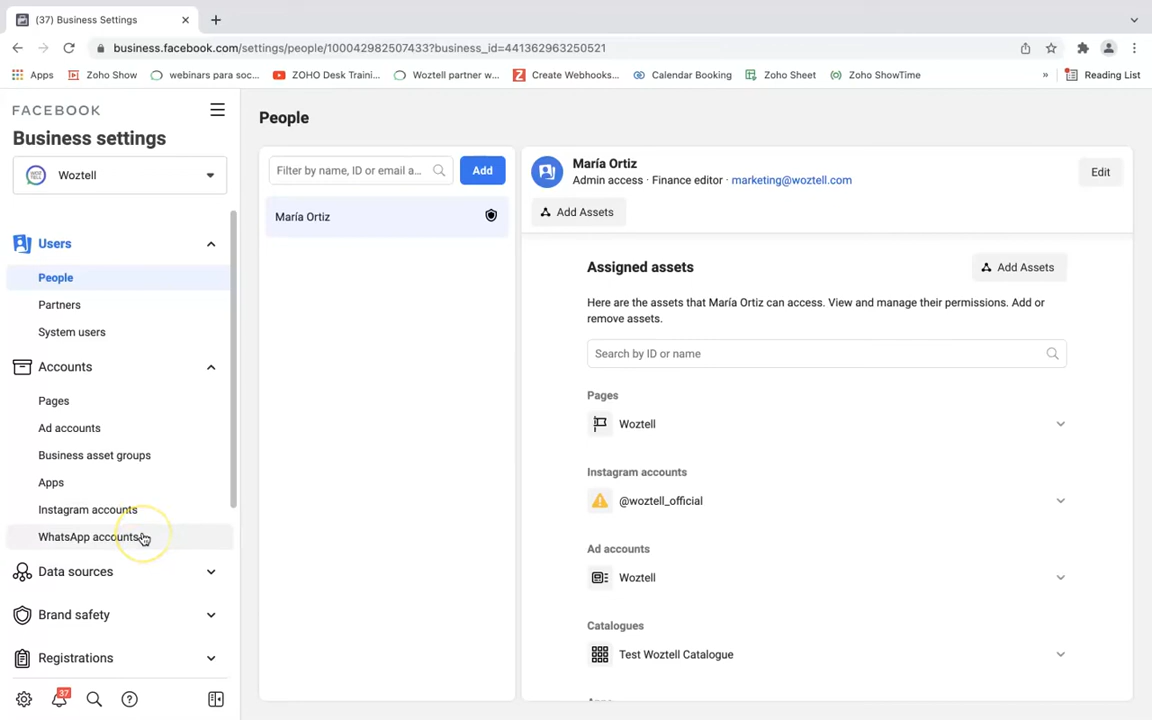 (37) Business Settings
business.facebook.com/settings/people/100042982507433?business_id=441362963250521
Apps
Zoho Show
webinars para soc...
ZOHO Desk Traini...
Woztell partner w...
Create Webhooks...
Calendar Booking
Zoho Sheet
Zoho ShowTime
»
Reading List
FACEBOOK
Business settings
Woztell
Users
People
Partners
System users
Accounts
Pages
Ad accounts
Business asset groups
Apps
Instagram accounts
WhatsApp accounts
Data sources
Brand safety
Registrations
37
People
Filter by name, ID or email a...
Add
María Ortiz
María Ortiz
Admin access · Finance editor · marketing@woztell.com
Edit
Add Assets
Assigned assets
Add Assets
Here are the assets that María Ortiz can access. View and manage their permissions. Add or
remove assets.
Search by ID or name
Pages
Woztell
Instagram accounts
@woztell_official
Ad accounts
Woztell
Catalogues
Test Woztell Catalogue